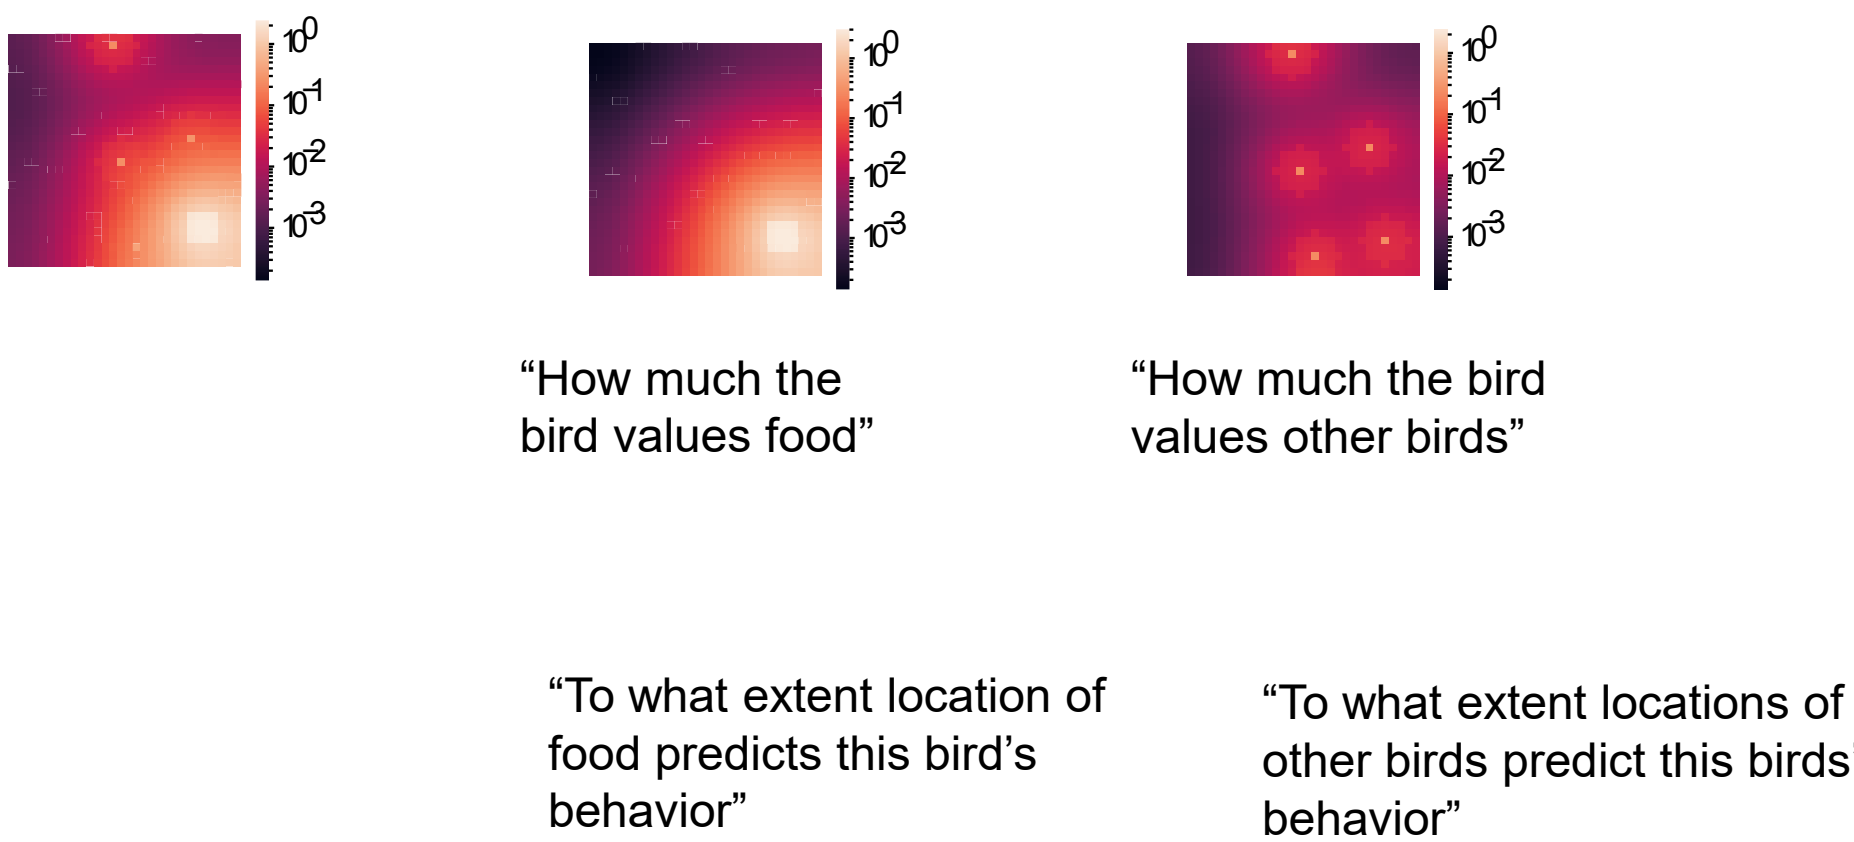 10^0
10^-1
10^-2
10^-3
10^0
10^-1
10^-2
10^-3
10^0
10^-1
10^-2
10^-3
“How much the
bird values food”
“How much the bird
values other birds”
“To what extent location of
food predicts this bird’s
behavior”
“To what extent locations of
other birds predict this birds’
behavior”